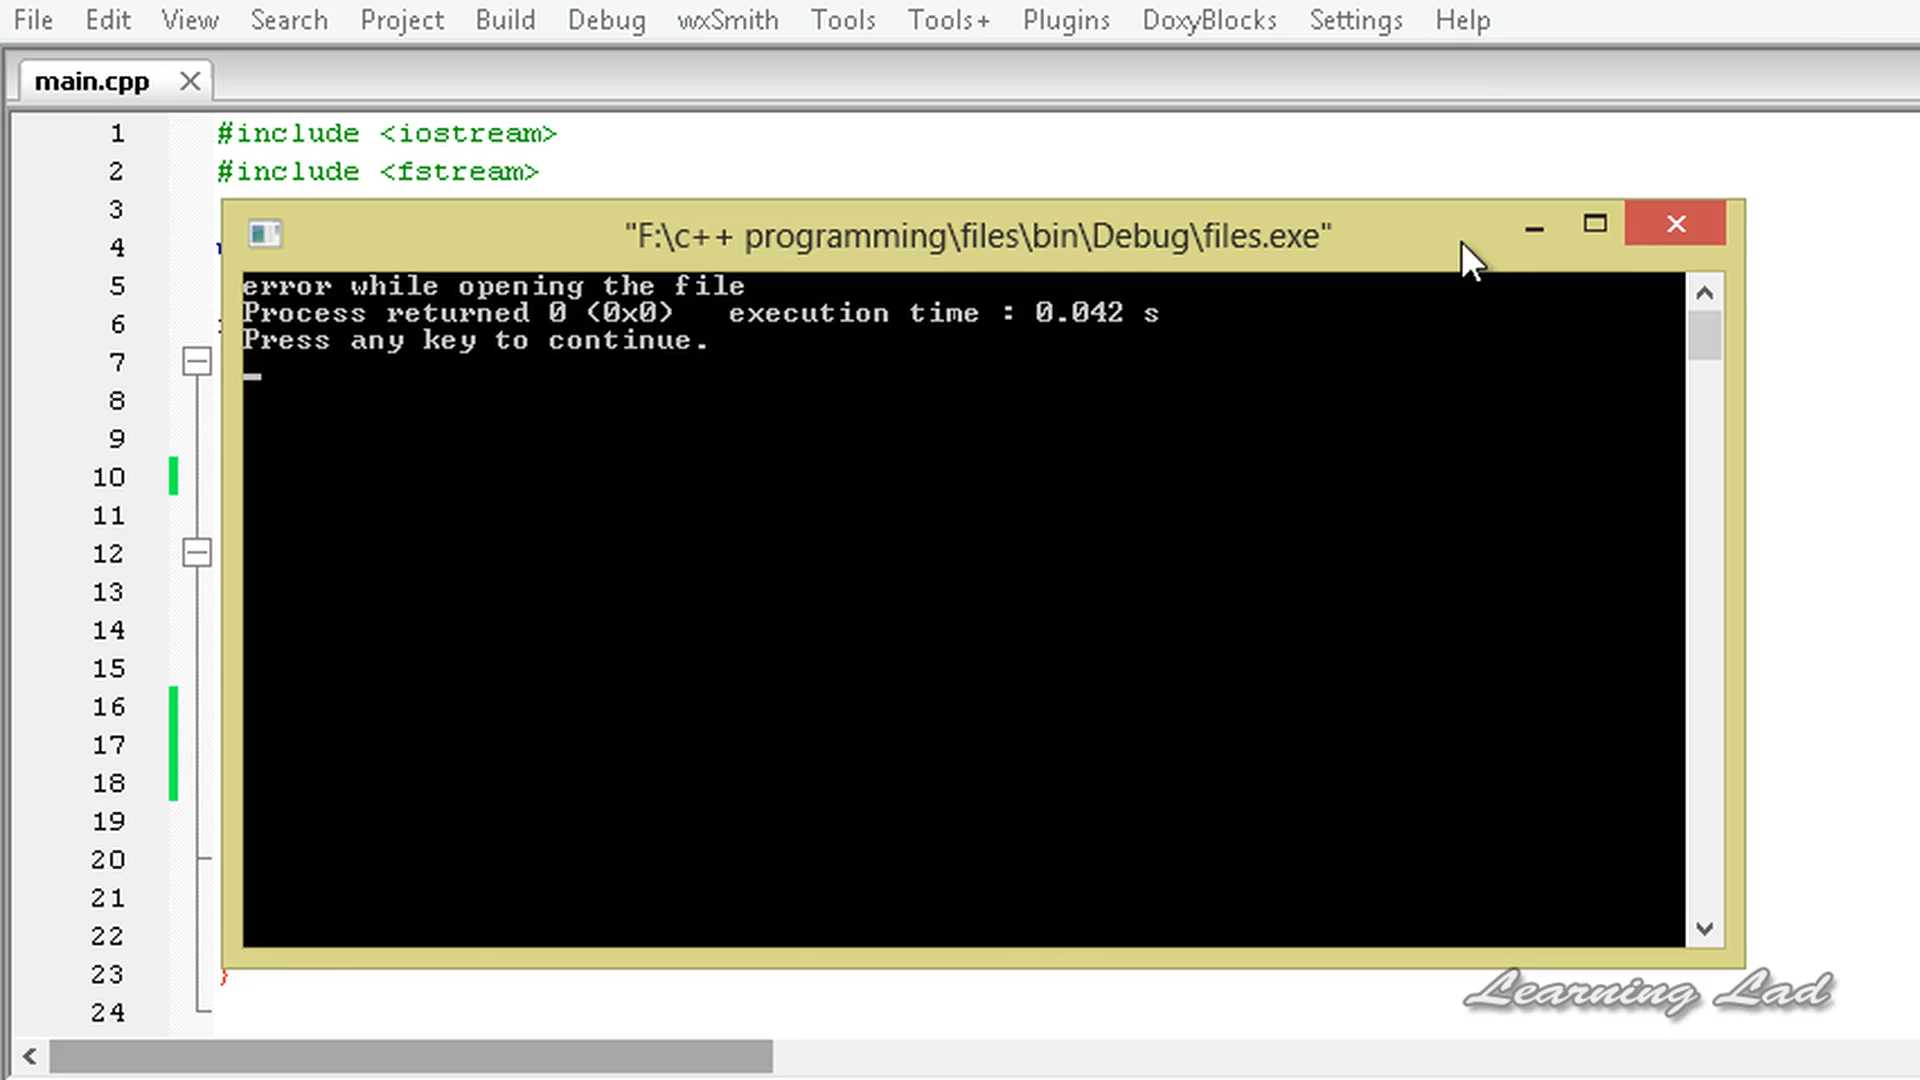 File Edit View Search Project Build Debug wxSmith Tools Tools+ Plugins DoxyBlocks Settings Help
main.cpp
1 #include <iostream>
2 #include <fstream>
3
"F:\c++ programming\files\bin\Debug\files.exe"
4
5
error while opening the file
Process returned 0 (0x0)   execution time : 0.042 s
6
Press any key to continue.
7
8
9
10
11
12
13
14
15
16
17
18
19
20
21
22
23 }
24
Learning Lad